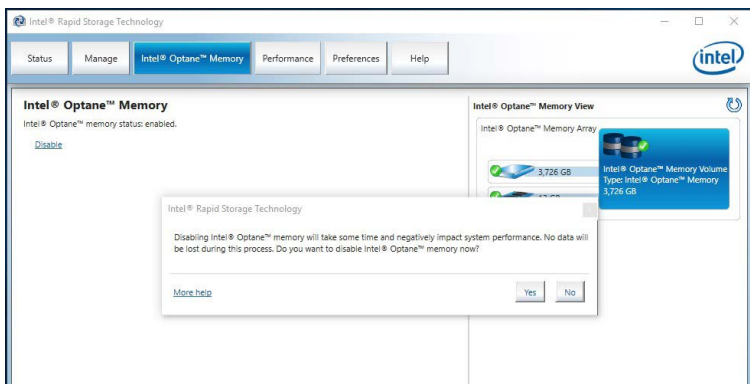 Intel® Rapid Storage Technology
Status
Manage
Intel® Optane™ Memory
Performance
Preferences
Help
intel
Intel® Optane™ Memory
Intel® Optane™ memory status: enabled.
Disable
Intel® Optane™ Memory View
Intel® Optane™ Memory Array
3,726 GB
Intel® Optane™ Memory Volume
Type: Intel® Optane™ Memory
3,726 GB
Intel® Rapid Storage Technology
Disabling Intel® Optane™ memory will take some time and negatively impact system performance. No data will
be lost during this process. Do you want to disable Intel® Optane™ memory now?
More help
Yes
No